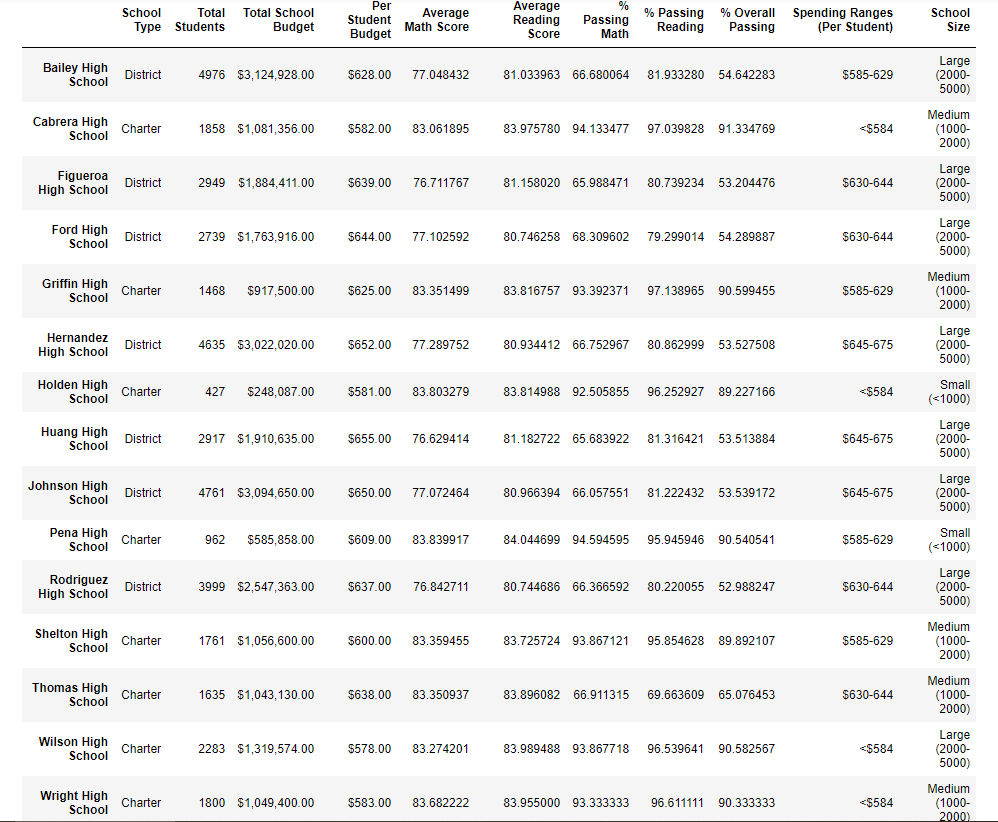 School Type Total Students Total School Budget Per Student Budget Average Math Score Average Reading Score % Passing Math % Passing Reading % Overall Passing Spending Ranges (Per Student) School Size
Bailey High School District 4976 $3,124,928.00 $628.00 77.048432 81.033963 66.680064 81.933280 54.642283 $585-629 Large (2000-5000)
Cabrera High School Charter 1858 $1,081,356.00 $582.00 83.061895 83.975780 94.133477 97.039828 91.334769 <$584 Medium (1000-2000)
Figueroa High School District 2949 $1,884,411.00 $639.00 76.711767 81.158020 65.988471 80.739234 53.204476 $630-644 Large (2000-5000)
Ford High School District 2739 $1,763,916.00 $644.00 77.102592 80.746258 68.309602 79.299014 54.289887 $630-644 Large (2000-5000)
Griffin High School Charter 1468 $917,500.00 $625.00 83.351499 83.816757 93.392371 97.138965 90.599455 $585-629 Medium (1000-2000)
Hernandez High School District 4635 $3,022,020.00 $652.00 77.289752 80.934412 66.752967 80.862999 53.527508 $645-675 Large (2000-5000)
Holden High School Charter 427 $248,087.00 $581.00 83.803279 83.814988 92.505855 96.252927 89.227166 <$584 Small (<1000)
Huang High School District 2917 $1,910,635.00 $655.00 76.629414 81.182722 65.683922 81.316421 53.513884 $645-675 Large (2000-5000)
Johnson High School District 4761 $3,094,650.00 $650.00 77.072464 80.966394 66.057551 81.222432 53.539172 $645-675 Large (2000-5000)
Pena High School Charter 962 $585,858.00 $609.00 83.839917 84.044699 94.594595 95.945946 90.540541 $585-629 Small (<1000)
Rodriguez High School District 3999 $2,547,363.00 $637.00 76.842711 80.744686 66.366592 80.220055 52.988247 $630-644 Large (2000-5000)
Shelton High School Charter 1761 $1,056,600.00 $600.00 83.359455 83.725724 93.867121 95.854628 89.892107 $585-629 Medium (1000-2000)
Thomas High School Charter 1635 $1,043,130.00 $638.00 83.350937 83.896082 66.911315 69.663609 65.076453 $630-644 Medium (1000-2000)
Wilson High School Charter 2283 $1,319,574.00 $578.00 83.274201 83.989488 93.867718 96.539641 90.582567 <$584 Large (2000-5000)
Wright High School Charter 1800 $1,049,400.00 $583.00 83.682222 83.955000 93.333333 96.611111 90.333333 <$584 Medium (1000-2000)